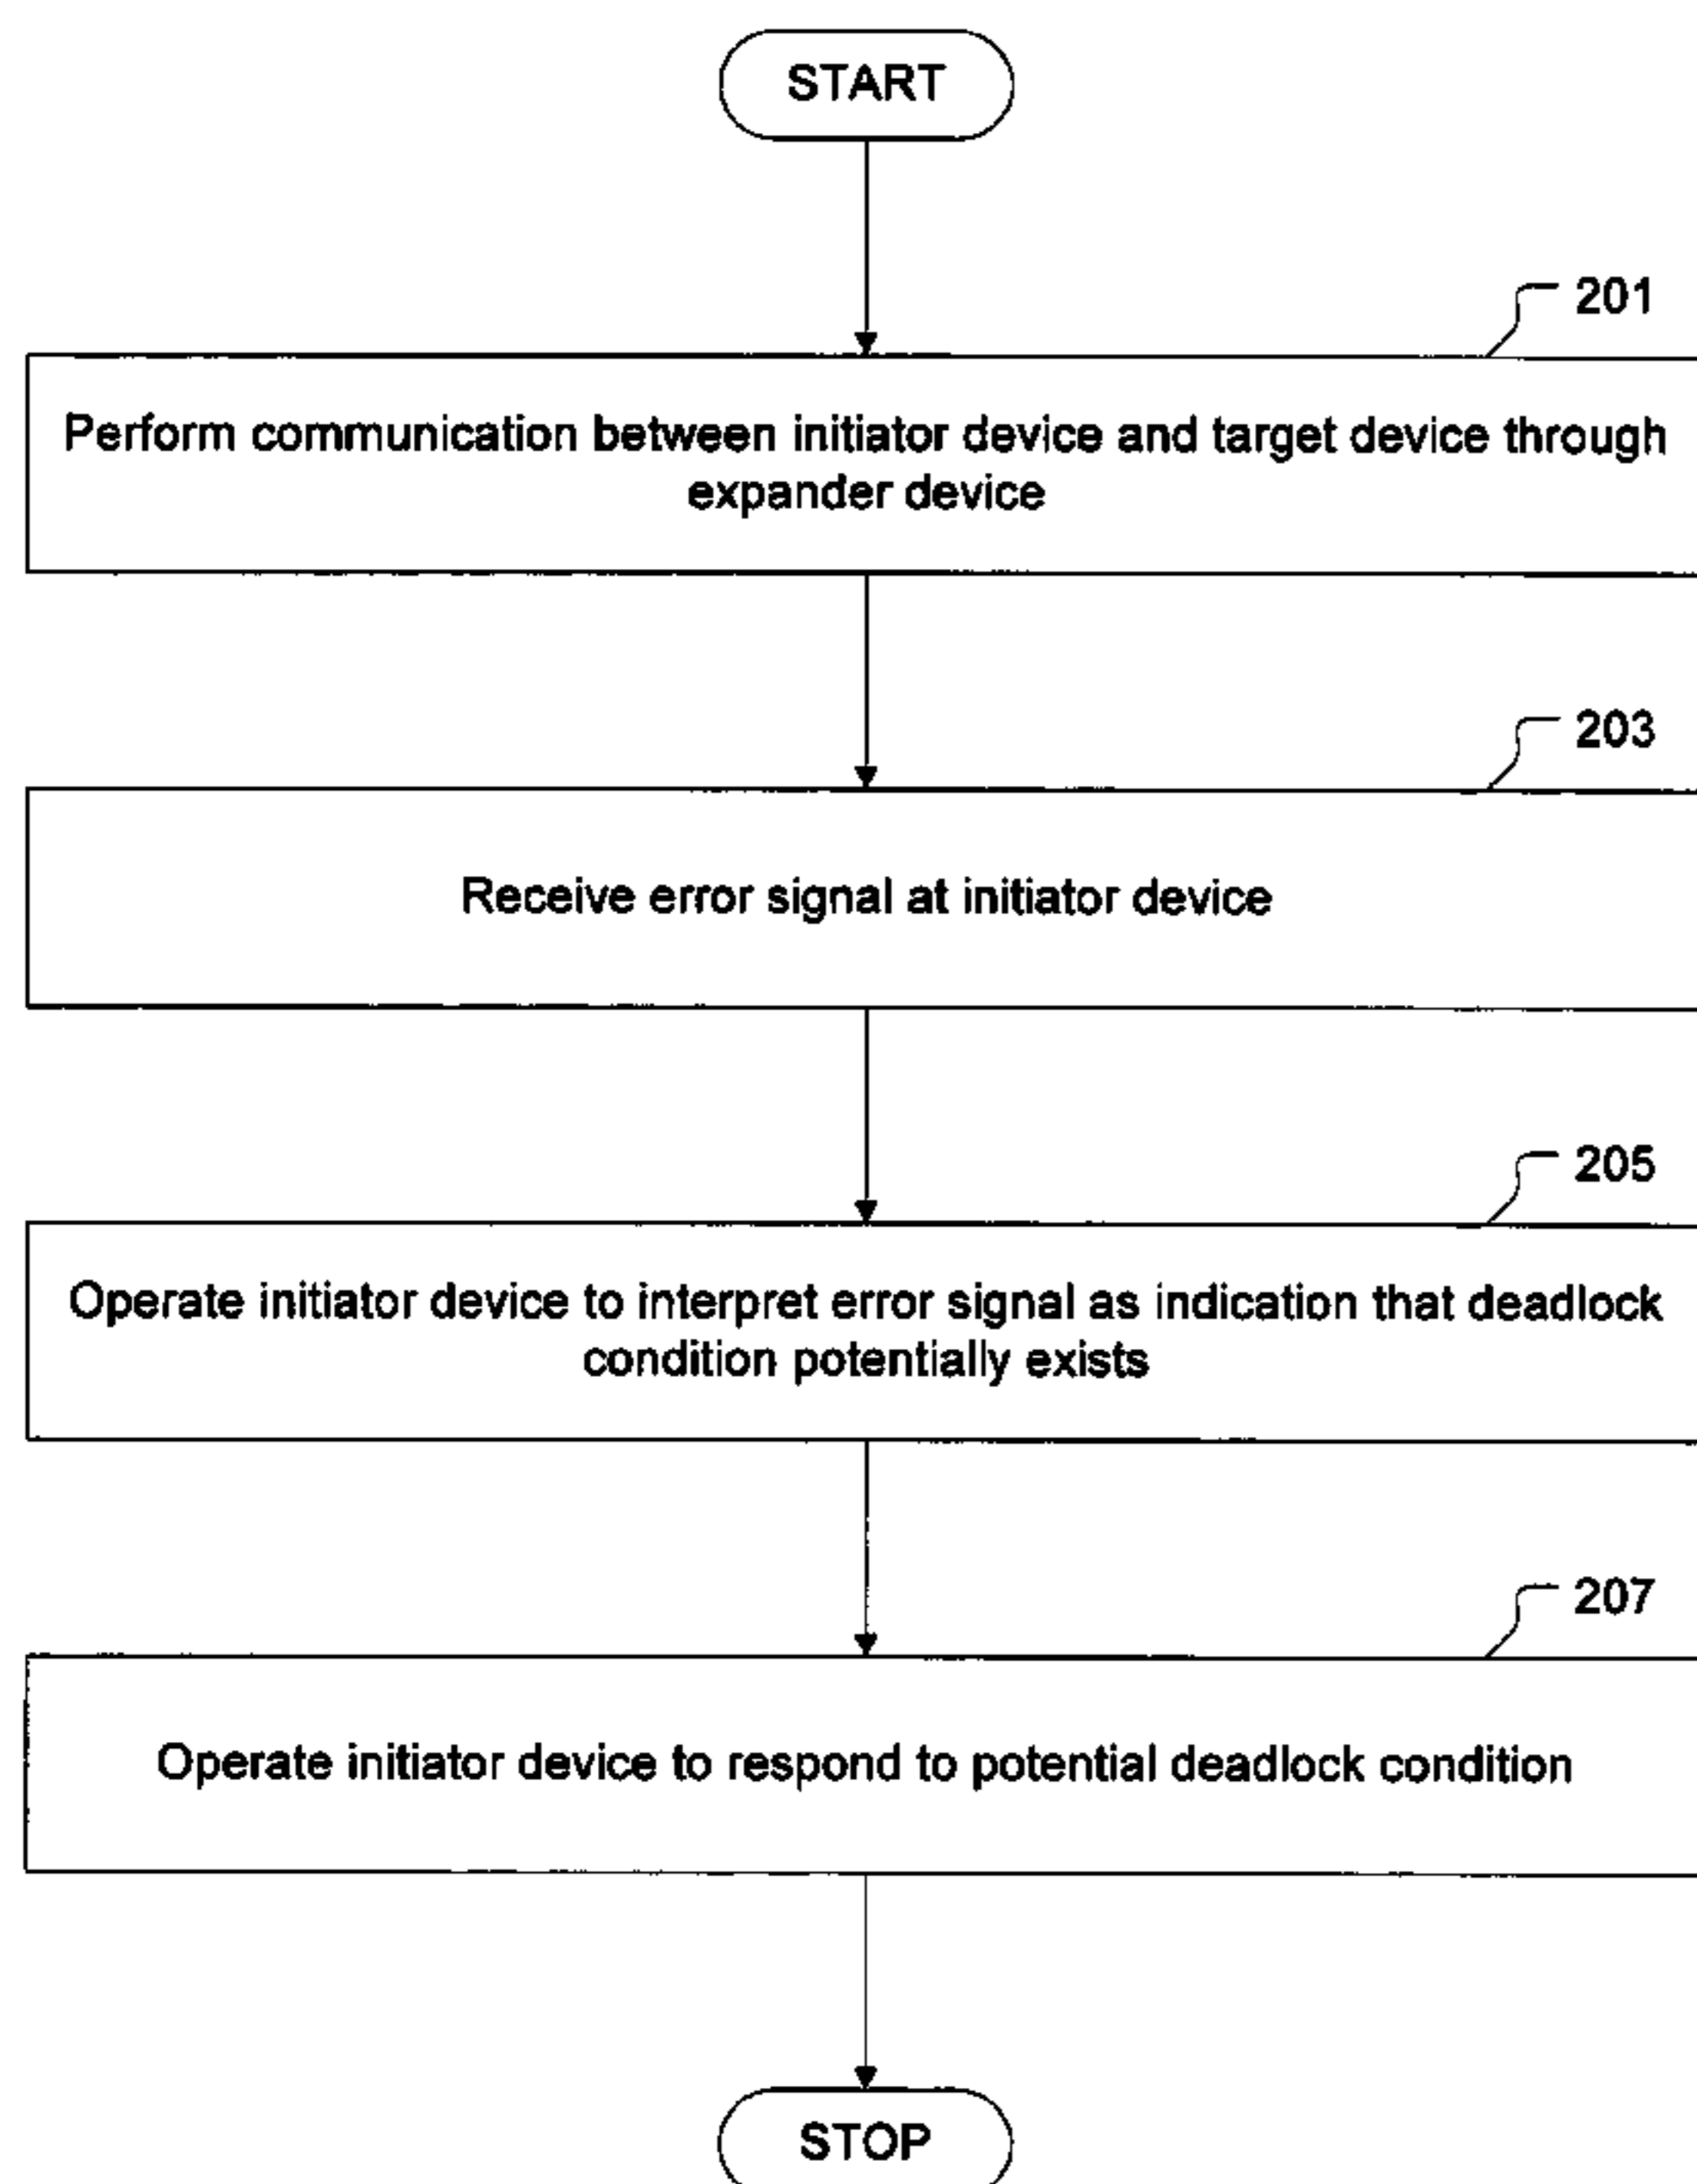 START
201
Perform communication between initiator device and target device through
expander device
203
Receive error signal at initiator device
205
Operate initiator device to interpret error signal as indication that deadlock
condition potentially exists
207
Operate initiator device to respond to potential deadlock condition
STOP